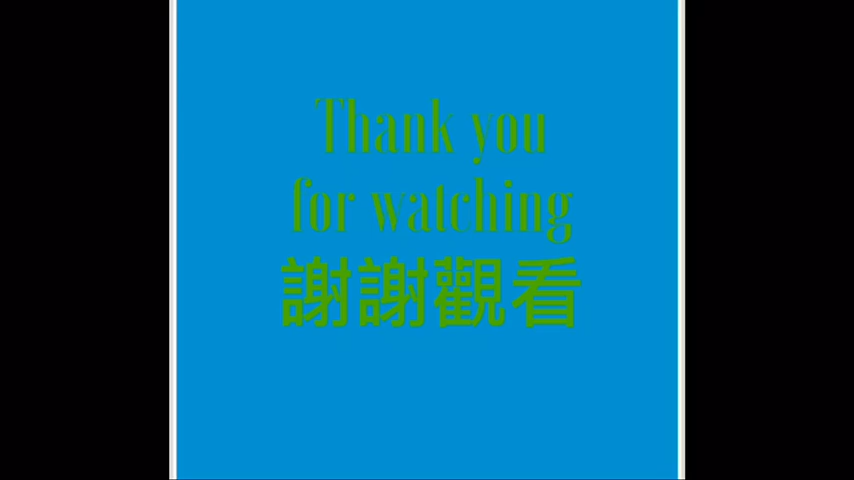 Thank you
for watching
謝謝觀看